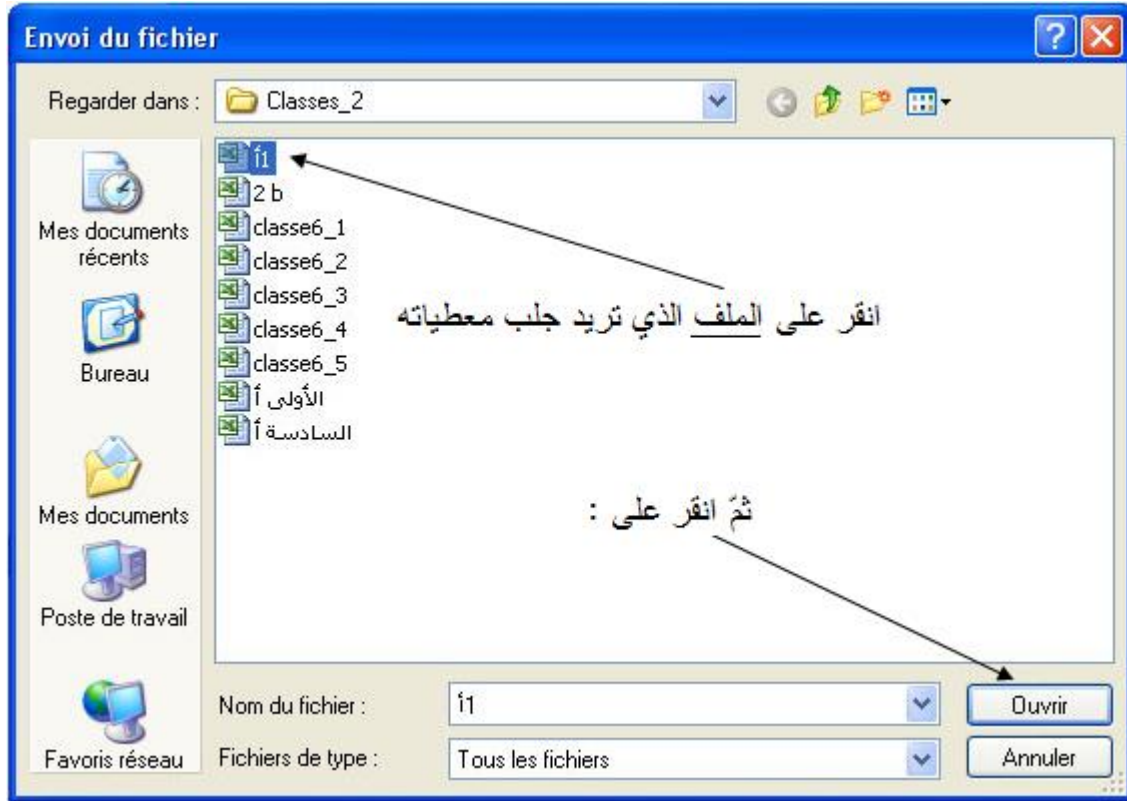 Envoi du fichier
Regarder dans :
Classes_2
Mes documents
récents
Bureau
Mes documents
Poste de travail
Favoris réseau
أ1
2 b
classe6_1
classe6_2
classe6_3
classe6_4
classe6_5
الأولى أ
السادسة أ
انقر على الملف الذي تريد جلب معطياته
ثمّ انقر على :
Nom du fichier :
أ1
Ouvrir
Fichiers de type :
Tous les fichiers
Annuler